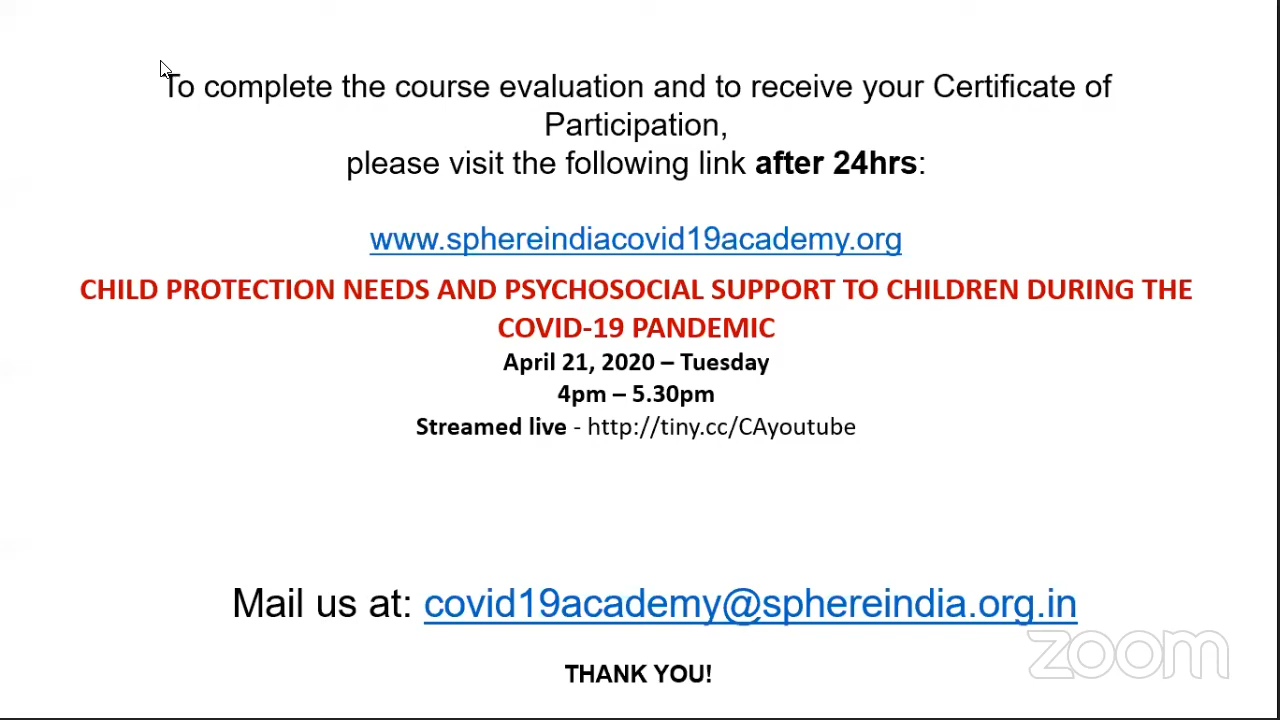 To complete the course evaluation and to receive your Certificate of
Participation,
please visit the following link after 24hrs:
www.sphereindiacovid19academy.org
CHILD PROTECTION NEEDS AND PSYCHOSOCIAL SUPPORT TO CHILDREN DURING THE
COVID-19 PANDEMIC
April 21, 2020 – Tuesday
4pm – 5.30pm
Streamed live - http://tiny.cc/CAyoutube
Mail us at: covid19academy@sphereindia.org.in
zoom
THANK YOU!